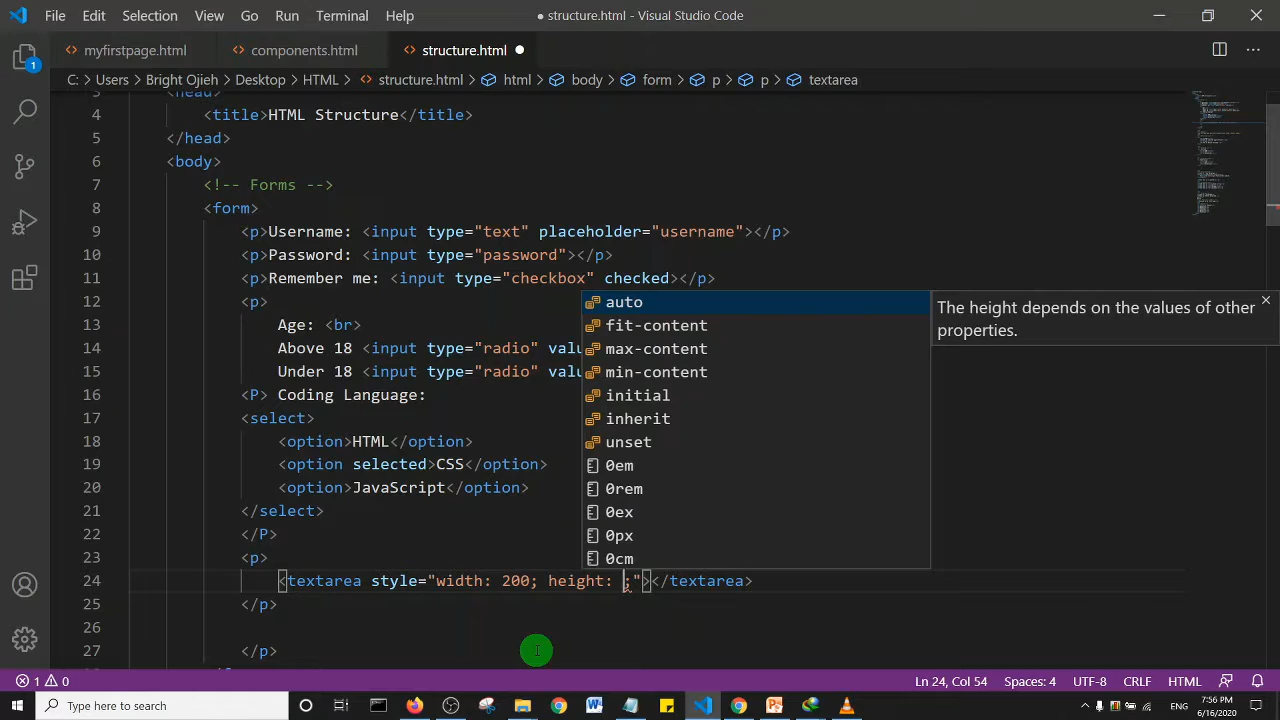 File Edit Selection View Go Run Terminal Help ● structure.html - Visual Studio Code
myfirstpage.html components.html structure.html ●
C: > Users > Bright Ojieh > Desktop > HTML > structure.html > html > body > form > p > p > textarea
3 <head>
4 <title>HTML Structure</title>
5 </head>
6 <body>
7 <!-- Forms -->
8 <form>
9 <p>Username: <input type="text" placeholder="username"></p>
10 <p>Password: <input type="password"></p>
11 <p>Remember me: <input type="checkbox" checked></p>
12 <p>
13 Age: <br>
14 Above 18 <input type="radio" valu
15 Under 18 <input type="radio" valu
16 <P> Coding Language:
17 <select>
18 <option>HTML</option>
19 <option selected>CSS</option>
20 <option>JavaScript</option>
21 </select>
22 </P>
23 <p>
24 <textarea style="width: 200; height: ;"></textarea>
25 </p>
26
27 </p>
auto
fit-content
max-content
min-content
initial
inherit
unset
0em
0rem
0ex
0px
0cm
The height depends on the values of other
properties.
1
1 0 Ln 24, Col 54 Spaces: 4 UTF-8 CRLF HTML
Type here to search
7:56 PM
6/16/2020
ENG